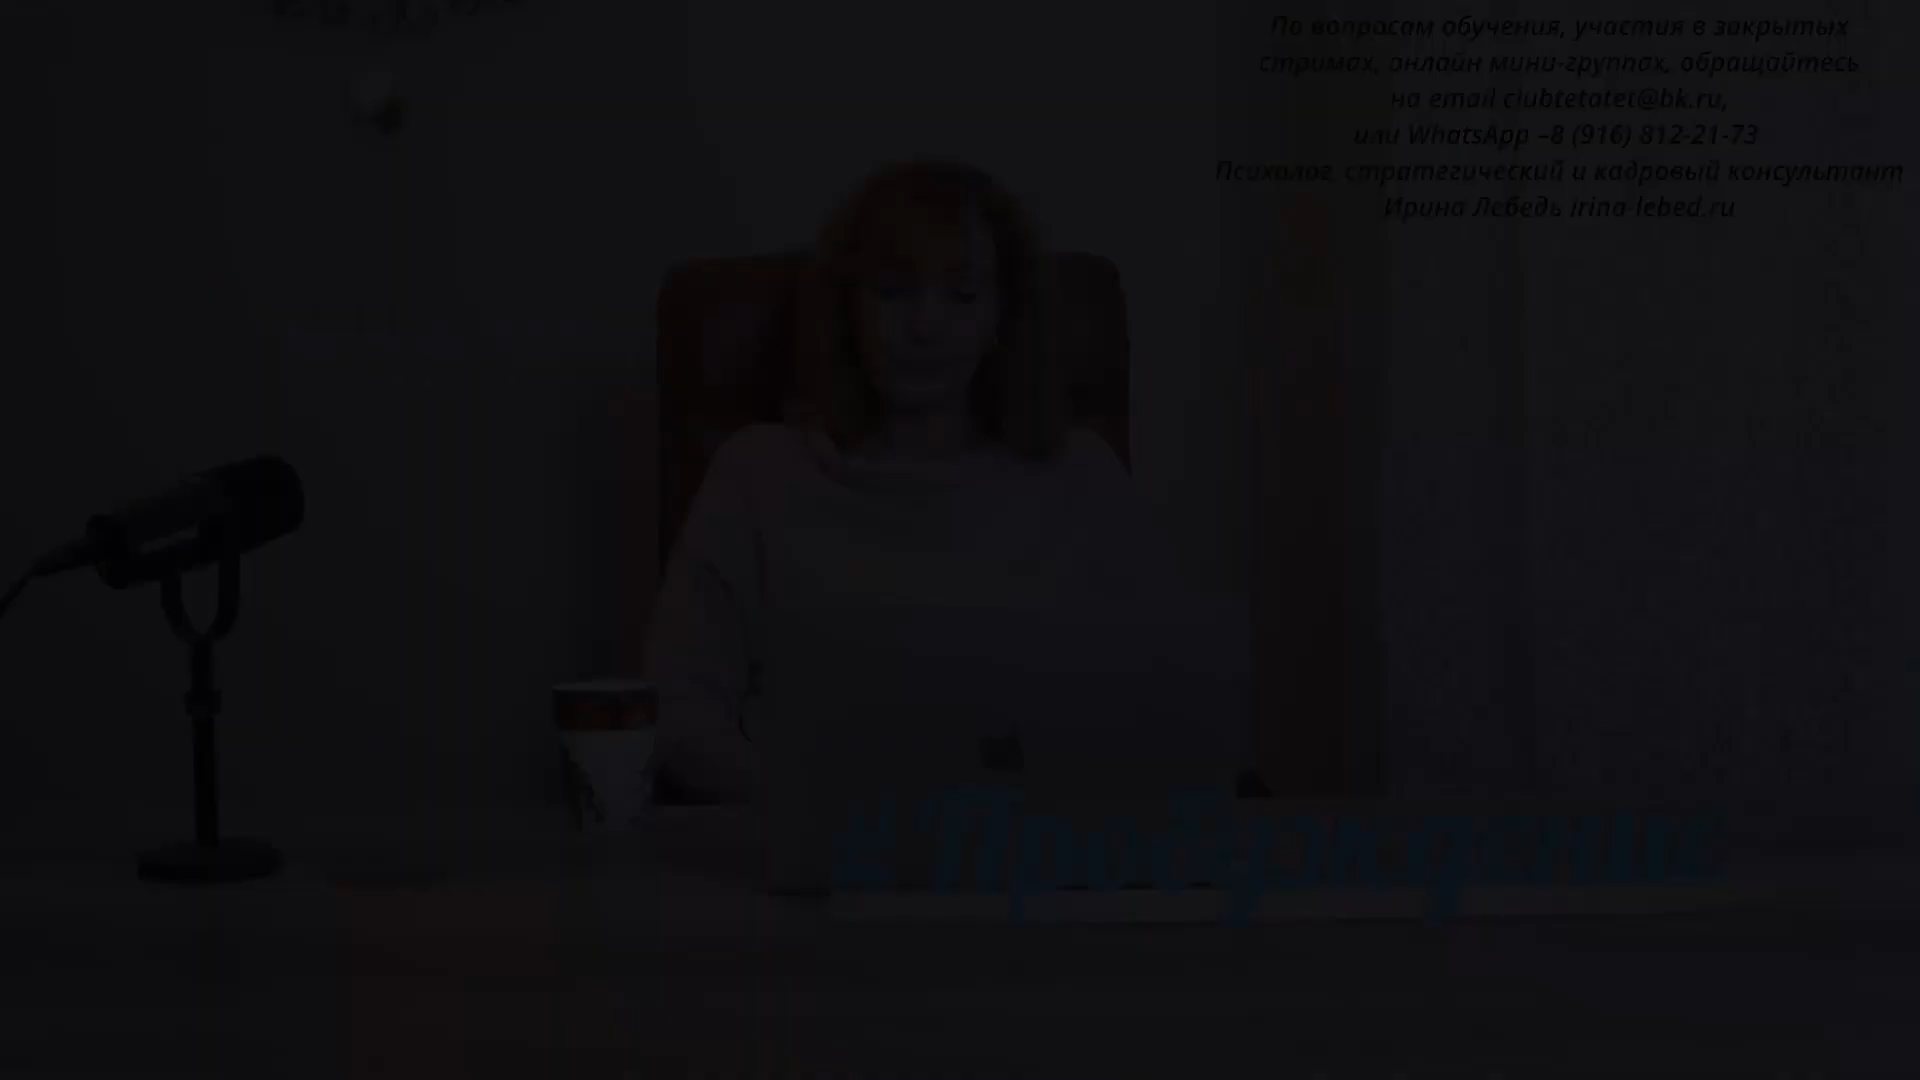 По вопросам обучения, участия в закрытых
стримах, онлайн мини-группах, обращайтесь
на email clubtetatet@bk.ru,
или WhatsApp –8 (916) 812-21-73
Психолог, стратегический и кадровый консультант
Ирина Лебедь irina-lebed.ru
#Пробуждение